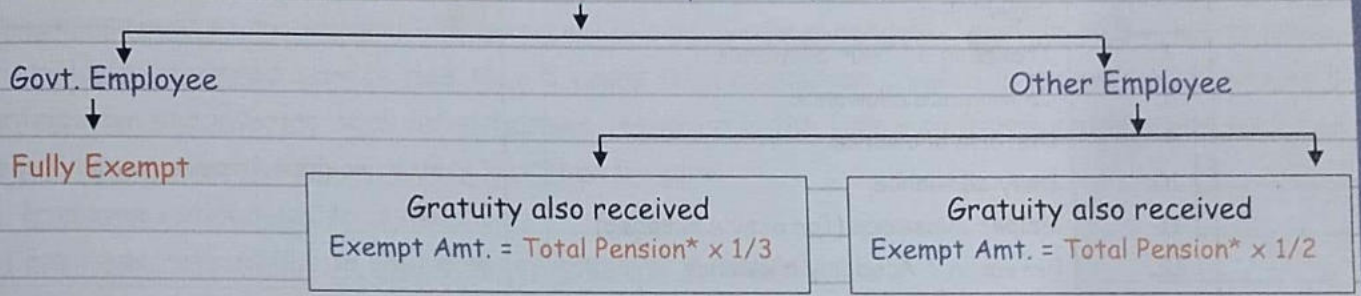 Govt. Employee
Other Employee
Fully Exempt
Gratuity also received
Exempt Amt. = Total Pension* x 1/3
Gratuity also received
Exempt Amt. = Total Pension* x 1/2